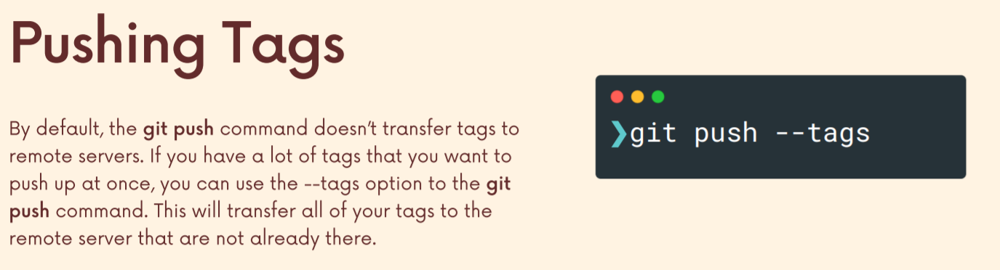 Pushing Tags
By default, the git push command doesn’t transfer tags to
remote servers. If you have a lot of tags that you want to
push up at once, you can use the --tags option to the git
push command. This will transfer all of your tags to the
remote server that are not already there.
❯git push --tags